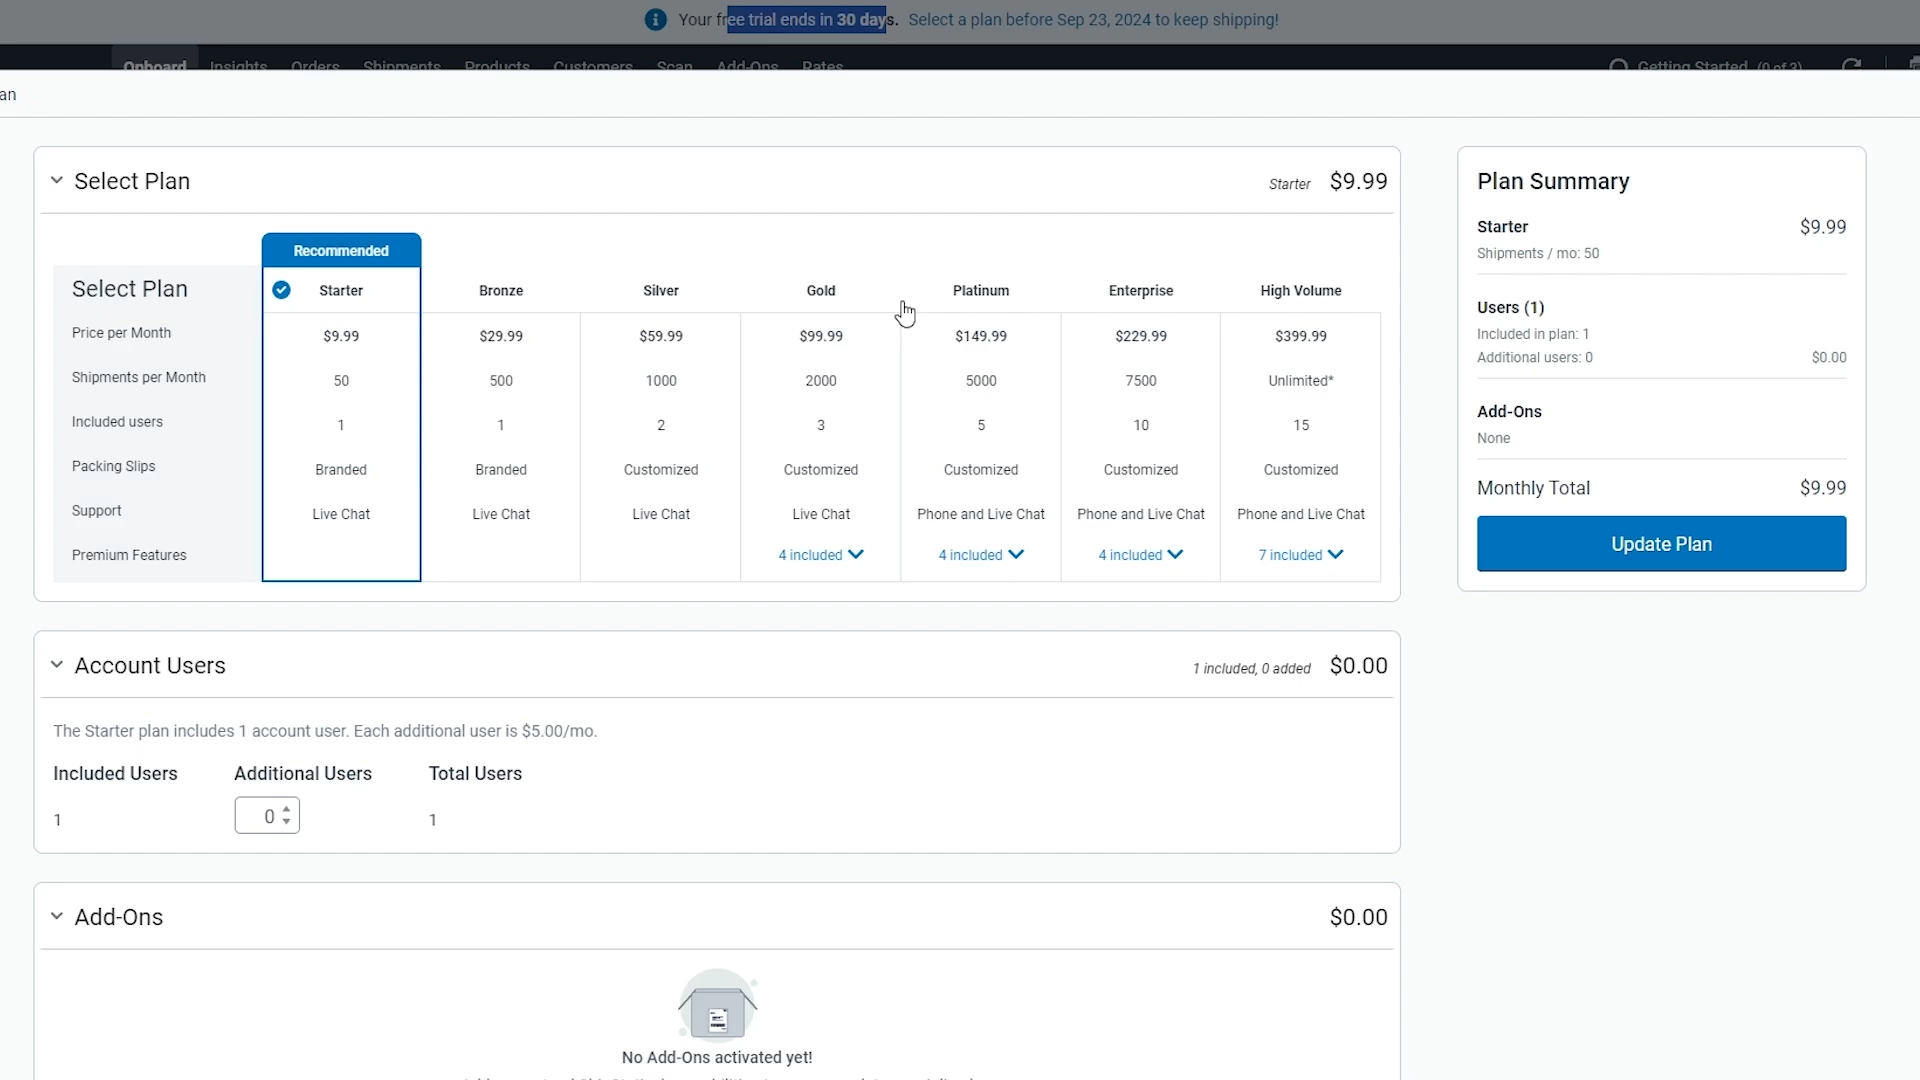 Your free trial ends in 30 days. Select a plan before Sep 23, 2024 to keep shipping!
Onboard Insights Orders Shipments Products Customers Scan Add-Ons Rates Getting Started (0 of 3)
an
Select Plan Starter $9.99
Recommended
Select Plan Starter Bronze Silver Gold Platinum Enterprise High Volume
Price per Month $9.99 $29.99 $59.99 $99.99 $149.99 $229.99 $399.99
Shipments per Month 50 500 1000 2000 5000 7500 Unlimited*
Included users 1 1 2 3 5 10 15
Packing Slips Branded Branded Customized Customized Customized Customized Customized
Support Live Chat Live Chat Live Chat Live Chat Phone and Live Chat Phone and Live Chat Phone and Live Chat
Premium Features 4 included 4 included 4 included 7 included
Plan Summary
Starter $9.99
Shipments / mo: 50
Users (1)
Included in plan: 1
Additional users: 0 $0.00
Add-Ons
None
Monthly Total $9.99
Update Plan
Account Users 1 included, 0 added $0.00
The Starter plan includes 1 account user. Each additional user is $5.00/mo.
Included Users Additional Users Total Users
1 0 1
Add-Ons $0.00
No Add-Ons activated yet!